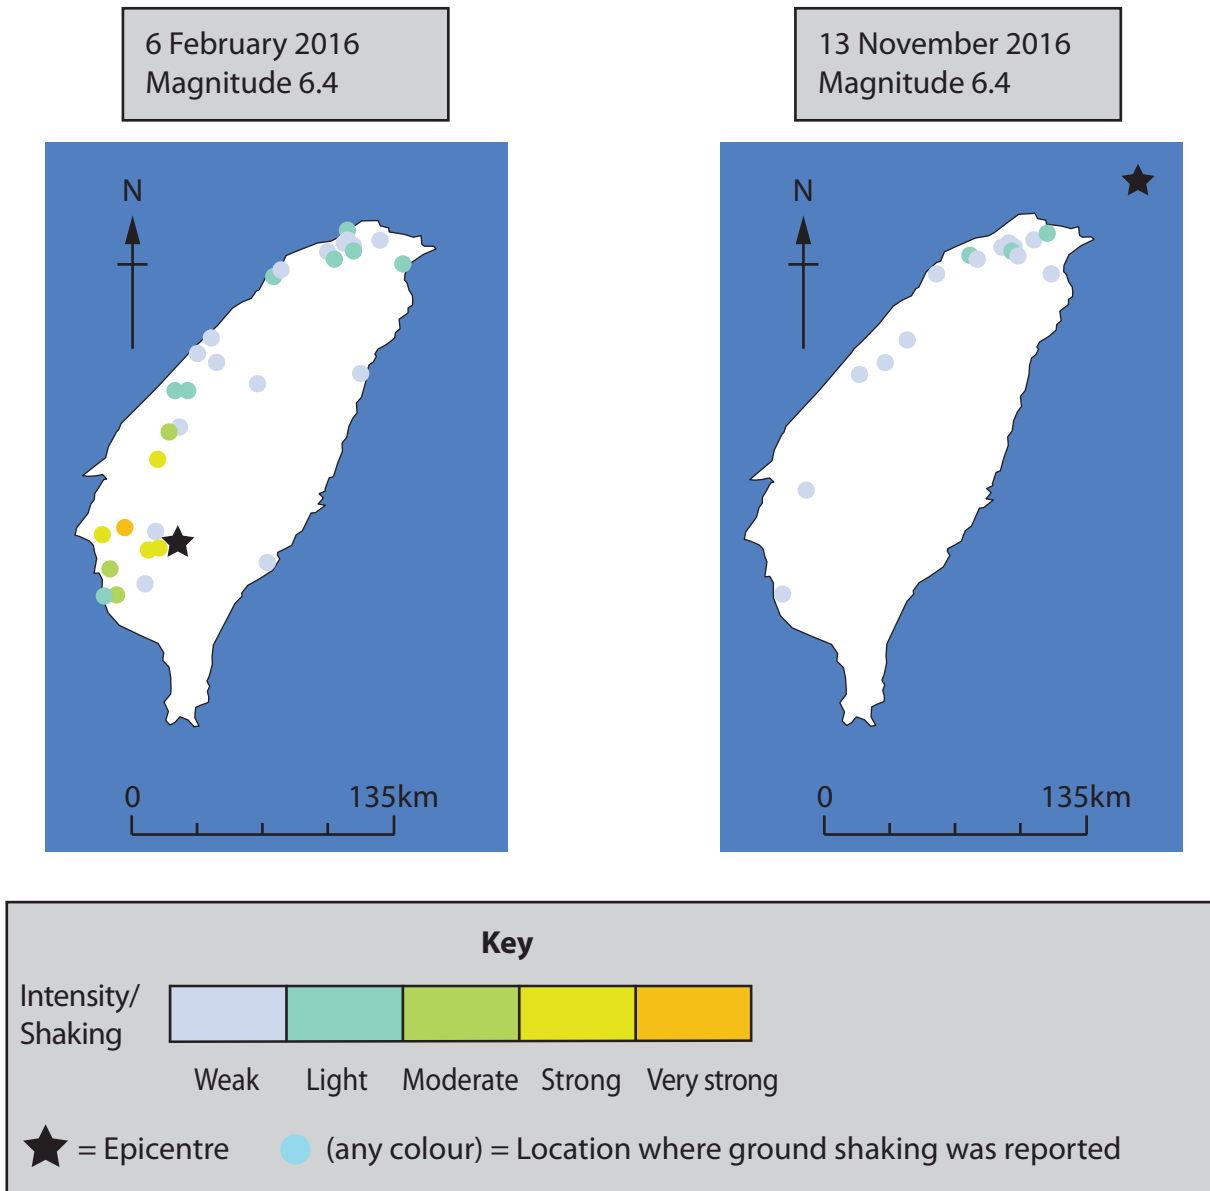 6 February 2016
Magnitude 6.4
13 November 2016
Magnitude 6.4
N
N
0 135km
0 135km
Key
Intensity/
Shaking
Weak Light Moderate Strong Very strong
= Epicentre (any colour) = Location where ground shaking was reported